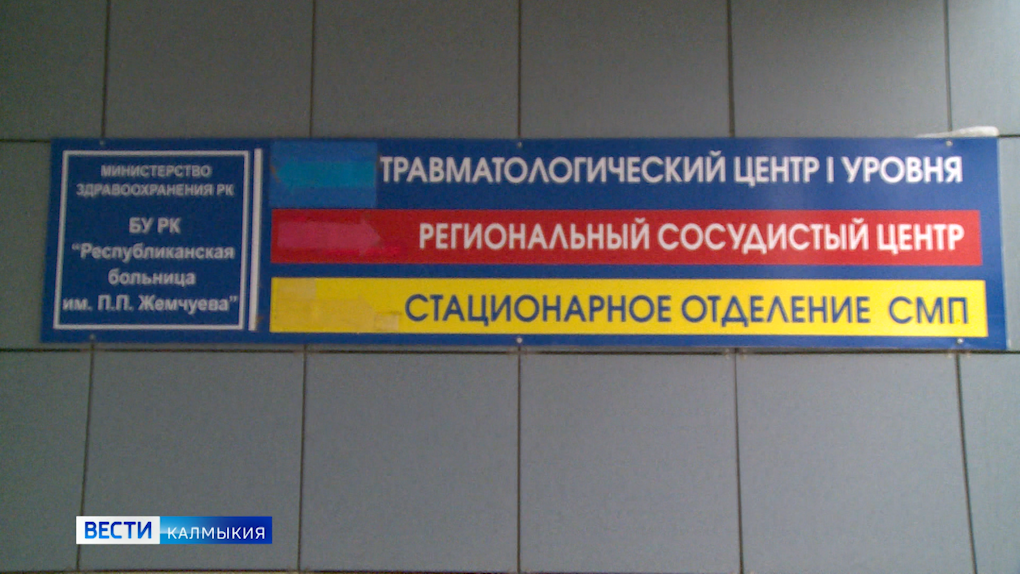 МИНИСТЕРСТВО
ЗДРАВООХРАНЕНИЯ РК
БУ РК
“Республиканская
больница
им. П.П. Жемчуева”
ТРАВМАТОЛОГИЧЕСКИЙ ЦЕНТР I УРОВНЯ
РЕГИОНАЛЬНЫЙ СОСУДИСТЫЙ ЦЕНТР
СТАЦИОНАРНОЕ ОТДЕЛЕНИЕ СМП
ВЕСТИ КАЛМЫКИЯ